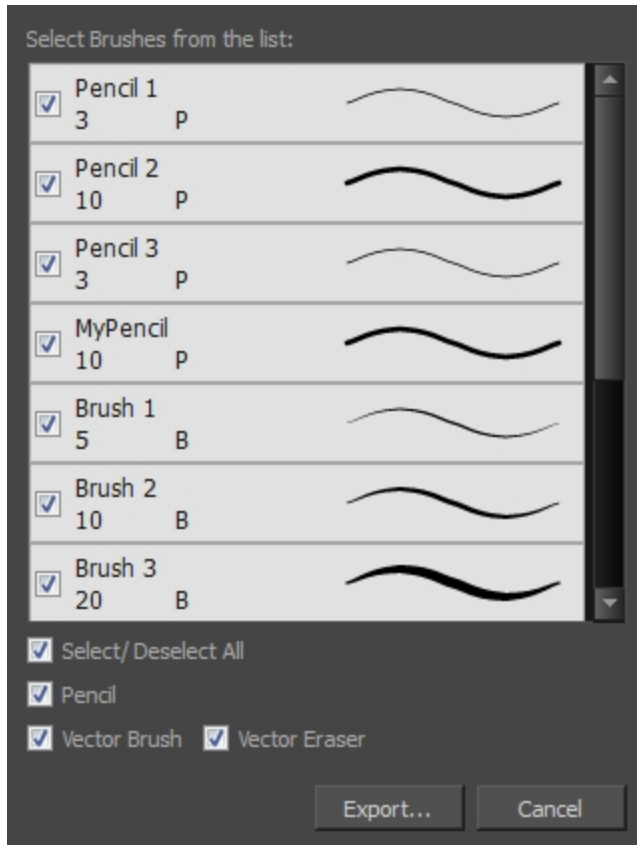 Select Brushes from the list:
Pencil 1
3 P
Pencil 2
10 P
Pencil 3
3 P
MyPencil
10 P
Brush 1
5 B
Brush 2
10 B
Brush 3
20 B
Select/ Deselect All
Pencil
Vector Brush Vector Eraser
Export... Cancel